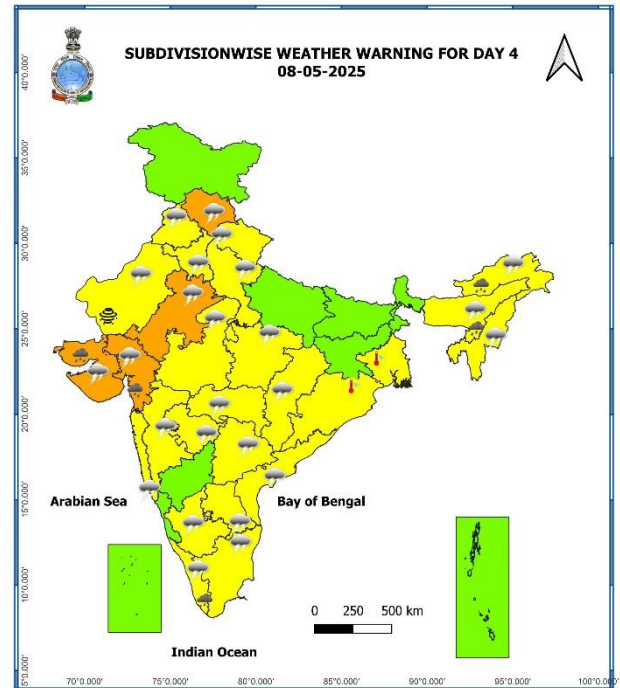 SUBDIVISIONWISE WEATHER WARNING FOR DAY 4
08-05-2025
40°0.000'
35°0.000'
30°0.000'
25°0.000'
20°0.000'
15°0.000'
10°0.000'
5°0.000'
Arabian Sea
Bay of Bengal
0 250 500 km
Indian Ocean
70°0.000' 75°0.000' 80°0.000' 85°0.000' 90°0.000' 95°0.000' 100°0.000'